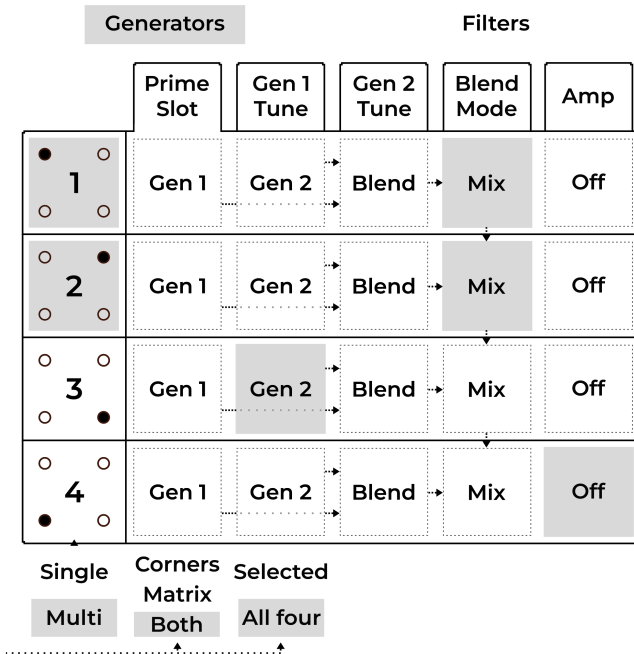 Generators Filters
Prime Slot Gen 1 Tune Gen 2 Tune Blend Mode Amp
1 Gen 1 Gen 2 Blend Mix Off
2 Gen 1 Gen 2 Blend Mix Off
3 Gen 1 Gen 2 Blend Mix Off
4 Gen 1 Gen 2 Blend Mix Off
Single Corners Selected
Matrix
Multi Both All four